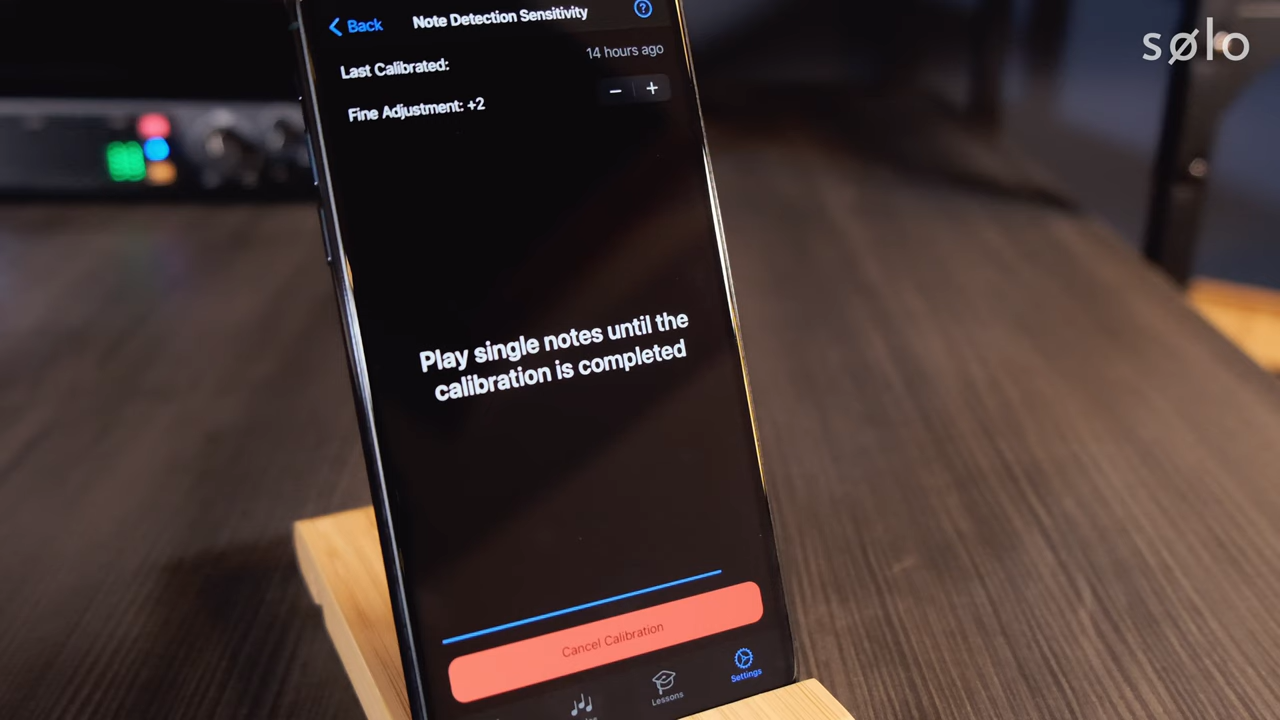 sølo
Back
Note Detection Sensitivity
?
Last Calibrated:
14 hours ago
Fine Adjustment: +2
− +
Play single notes until the
calibration is completed
Cancel Calibration
Lessons
Settings